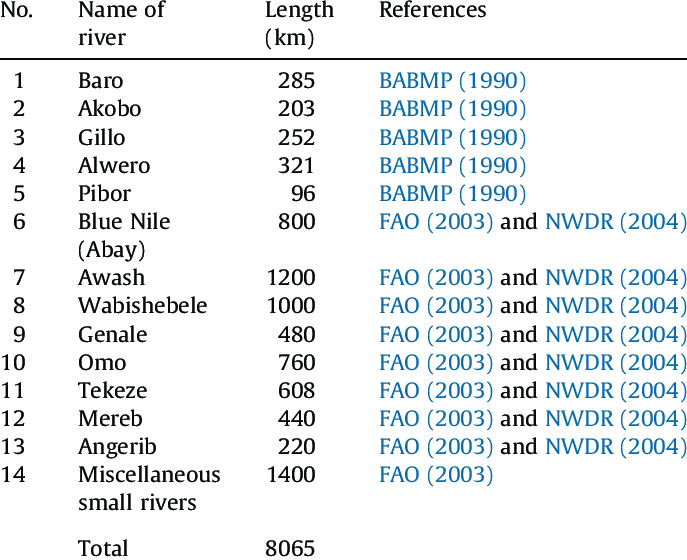 No. Name of Length References
river (km)
1 Baro 285 BABMP (1990)
2 Akobo 203 BABMP (1990)
3 Gillo 252 BABMP (1990)
4 Alwero 321 BABMP (1990)
5 Pibor 96 BABMP (1990)
6 Blue Nile 800 FAO (2003) and NWDR (2004)
(Abay)
7 Awash 1200 FAO (2003) and NWDR (2004)
8 Wabishebele 1000 FAO (2003) and NWDR (2004)
9 Genale 480 FAO (2003) and NWDR (2004)
10 Omo 760 FAO (2003) and NWDR (2004)
11 Tekeze 608 FAO (2003) and NWDR (2004)
12 Mereb 440 FAO (2003) and NWDR (2004)
13 Angerib 220 FAO (2003) and NWDR (2004)
14 Miscellaneous 1400 FAO (2003)
small rivers
Total 8065